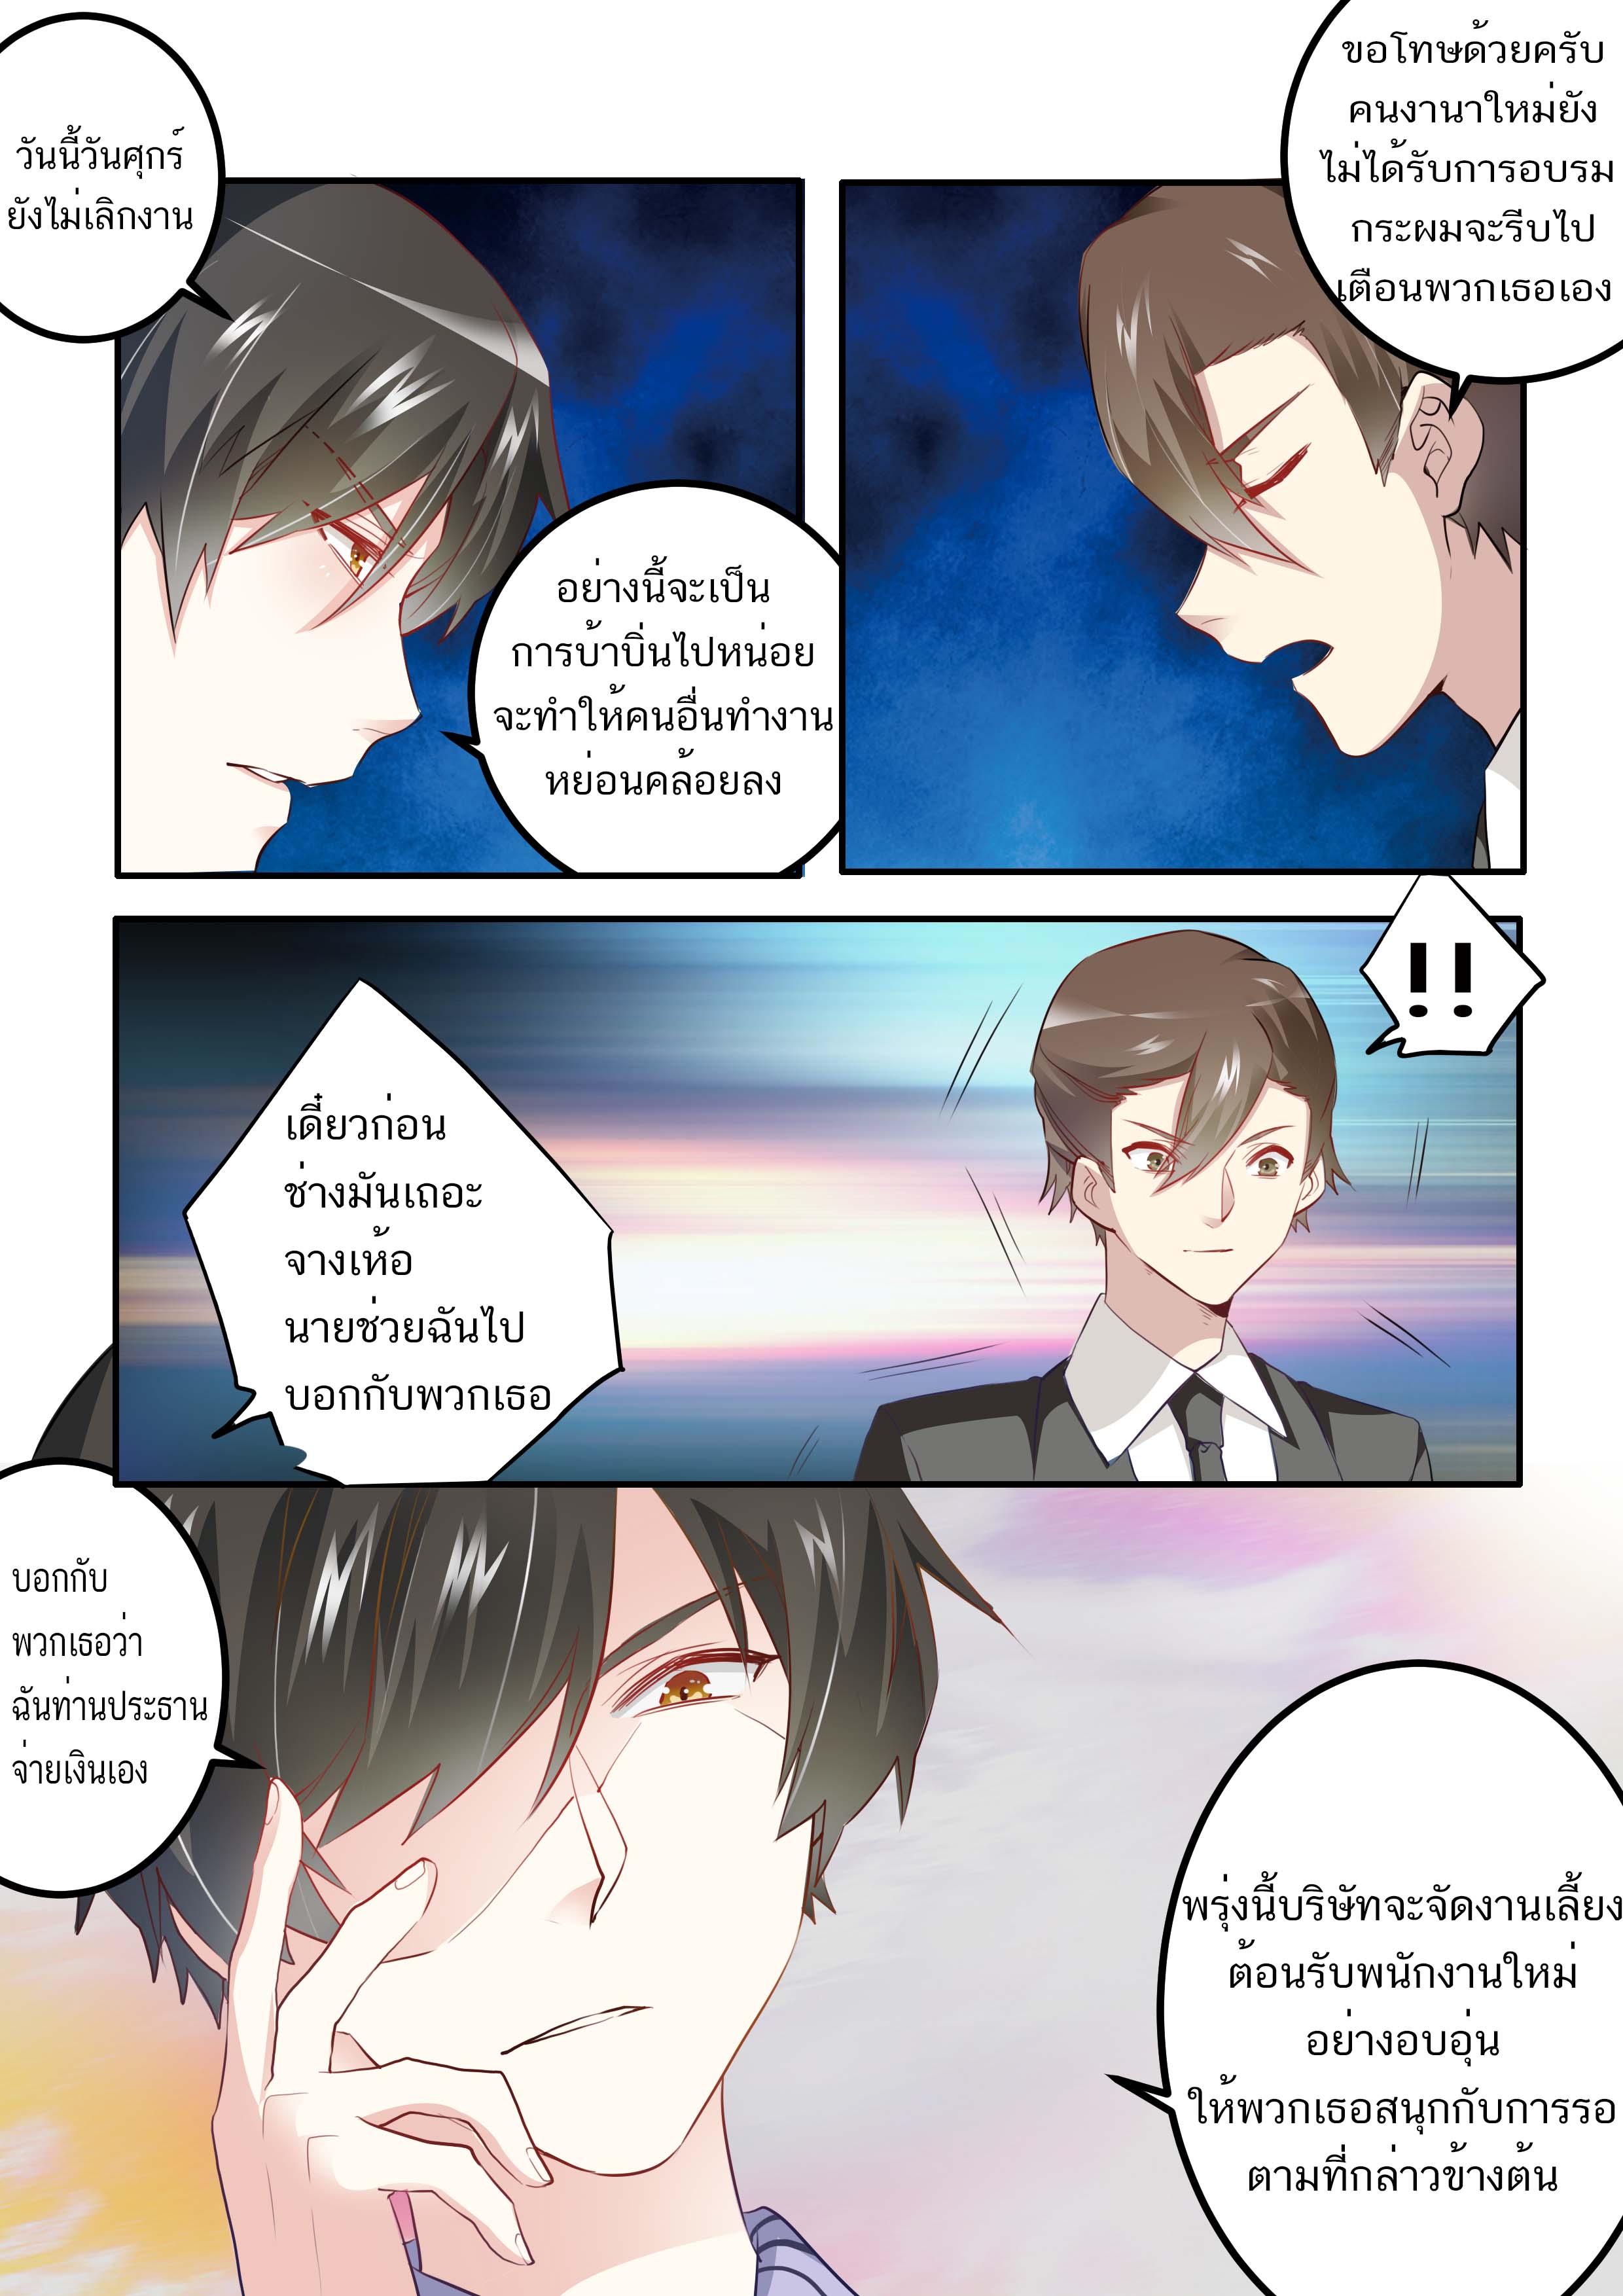 วันนี้วันศุกร์
ยังไม่เลิกงาน
อย่างนี้จะเป็น
การบ้าบิ่นไปหน่อย
จะทำให้คนอื่นทำงาน
หย่อนคล้อยลง
ขอโทษด้วยครับ
คนงานาใหม่ยัง
ไม่ได้รับการอบรม
กระผมจะรีบไป
เตือนพวกเธอเอง
เดี๋ยวก่อน
ช่างมันเถอะ
จางเห้อ
นายช่วยฉันไป
บอกกับพวกเธอ
!!
บอกกับ
พวกเธอว่า
ฉันท่านประธาน
จ่ายเงินเอง
พรุ่งนี้บริษัทจะจัดงานเลี้ยง
ต้อนรับพนักงานใหม่
อย่างอบอุ่น
ให้พวกเธอสนุกกับการรอ
ตามที่กล่าวข้างต้น